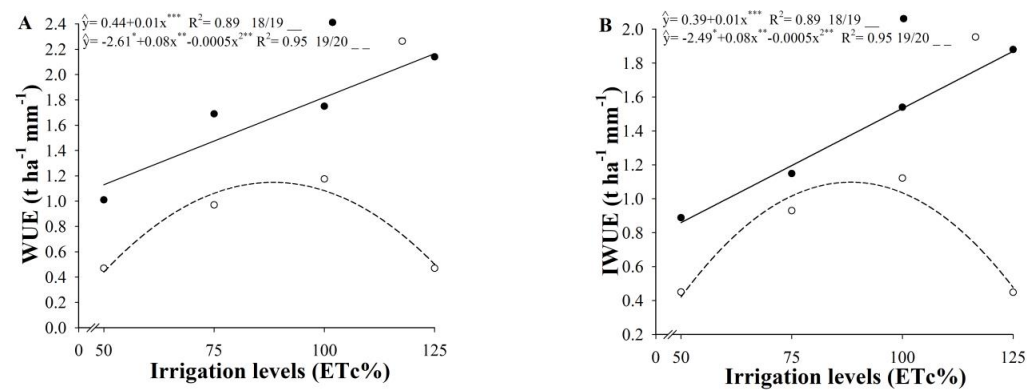 A
ŷ= 0.44+0.01x*** R²= 0.89 18/19 __
ŷ= -2.61*+0.08x**-0.0005x²** R²= 0.95 19/20 _ _
2.4
2.2
2.0
1.8
1.6
1.4
1.2
1.0
0.8
0.6
0.4
0.2
0.0
WUE (t ha⁻¹ mm⁻¹)
0 50 75 100 125
Irrigation levels (ETc%)
B
ŷ= 0.39+0.01x*** R²= 0.89 18/19 __
ŷ= -2.49*+0.08x**-0.0005x²** R²= 0.95 19/20 _ _
2.0
1.8
1.6
1.4
1.2
1.0
0.8
0.6
0.4
0.2
IWUE (t ha⁻¹ mm⁻¹)
0 50 75 100 125
Irrigation levels (ETc%)